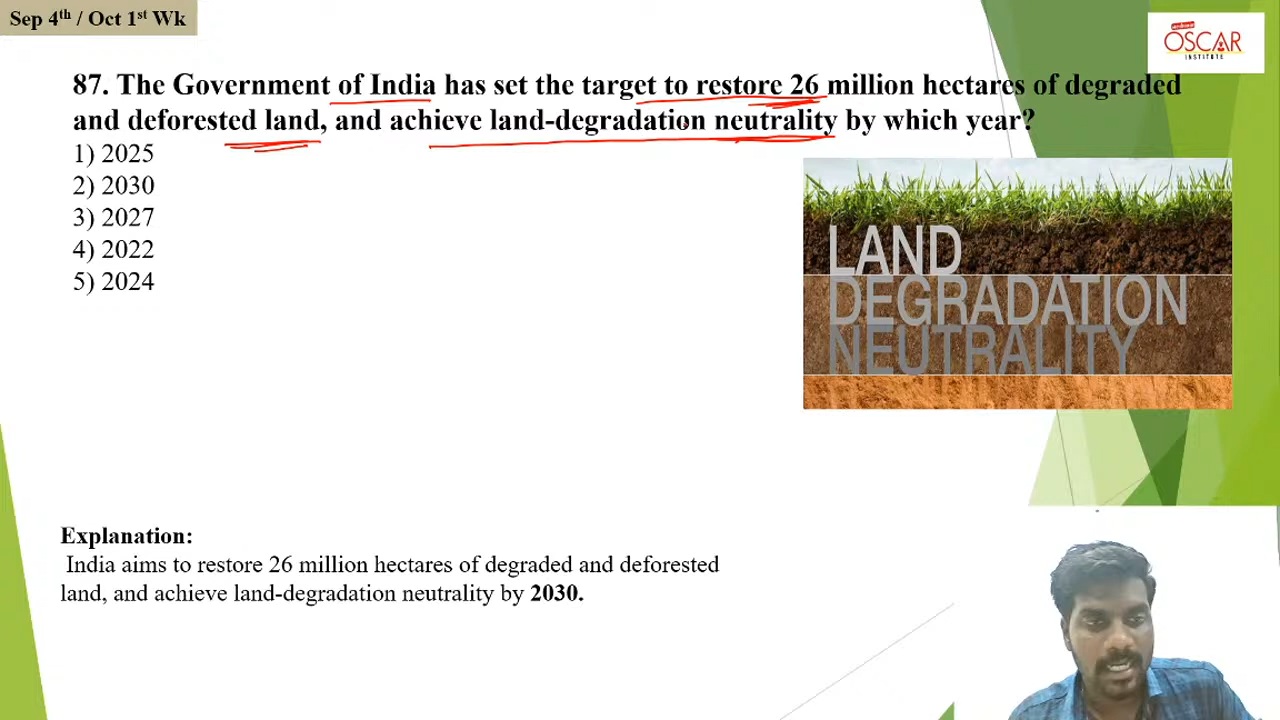 Sep 4th / Oct 1st Wk
OSCAR
INSTITUTE
87. The Government of India has set the target to restore 26 million hectares of degraded
and deforested land, and achieve land-degradation neutrality by which year?
1) 2025
2) 2030
3) 2027
4) 2022
5) 2024
LAND
DEGRADATION
NEUTRALITY
Explanation:
India aims to restore 26 million hectares of degraded and deforested
land, and achieve land-degradation neutrality by 2030.